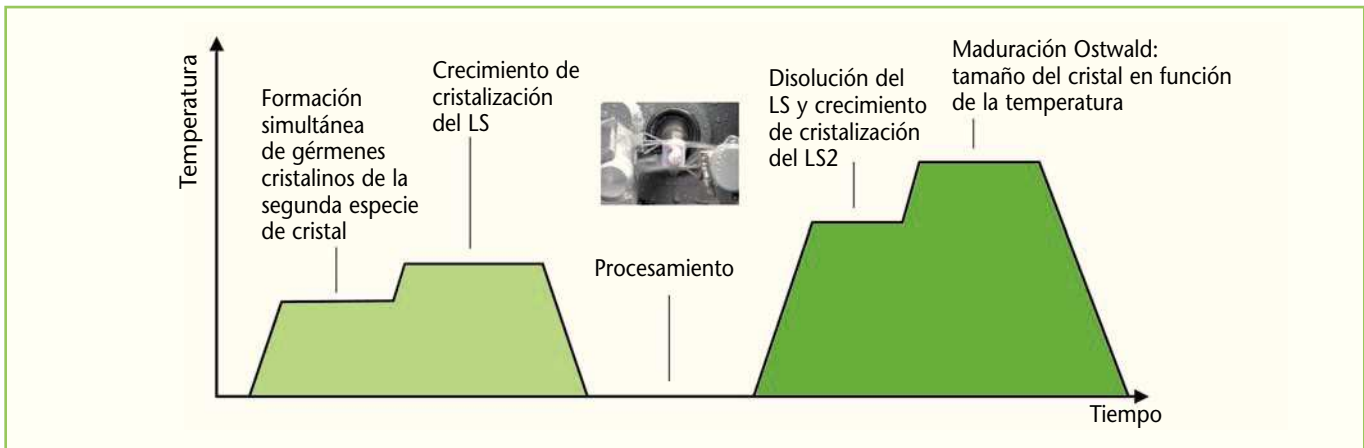 Temperatura
Formación
simultánea
de gérmenes
cristalinos de la
segunda especie
de cristal
Crecimiento de
cristalización
del LS
Procesamiento
Disolución del
LS y crecimiento
de cristalización
del LS2
Maduración Ostwald:
tamaño del cristal en función
de la temperatura
Tiempo